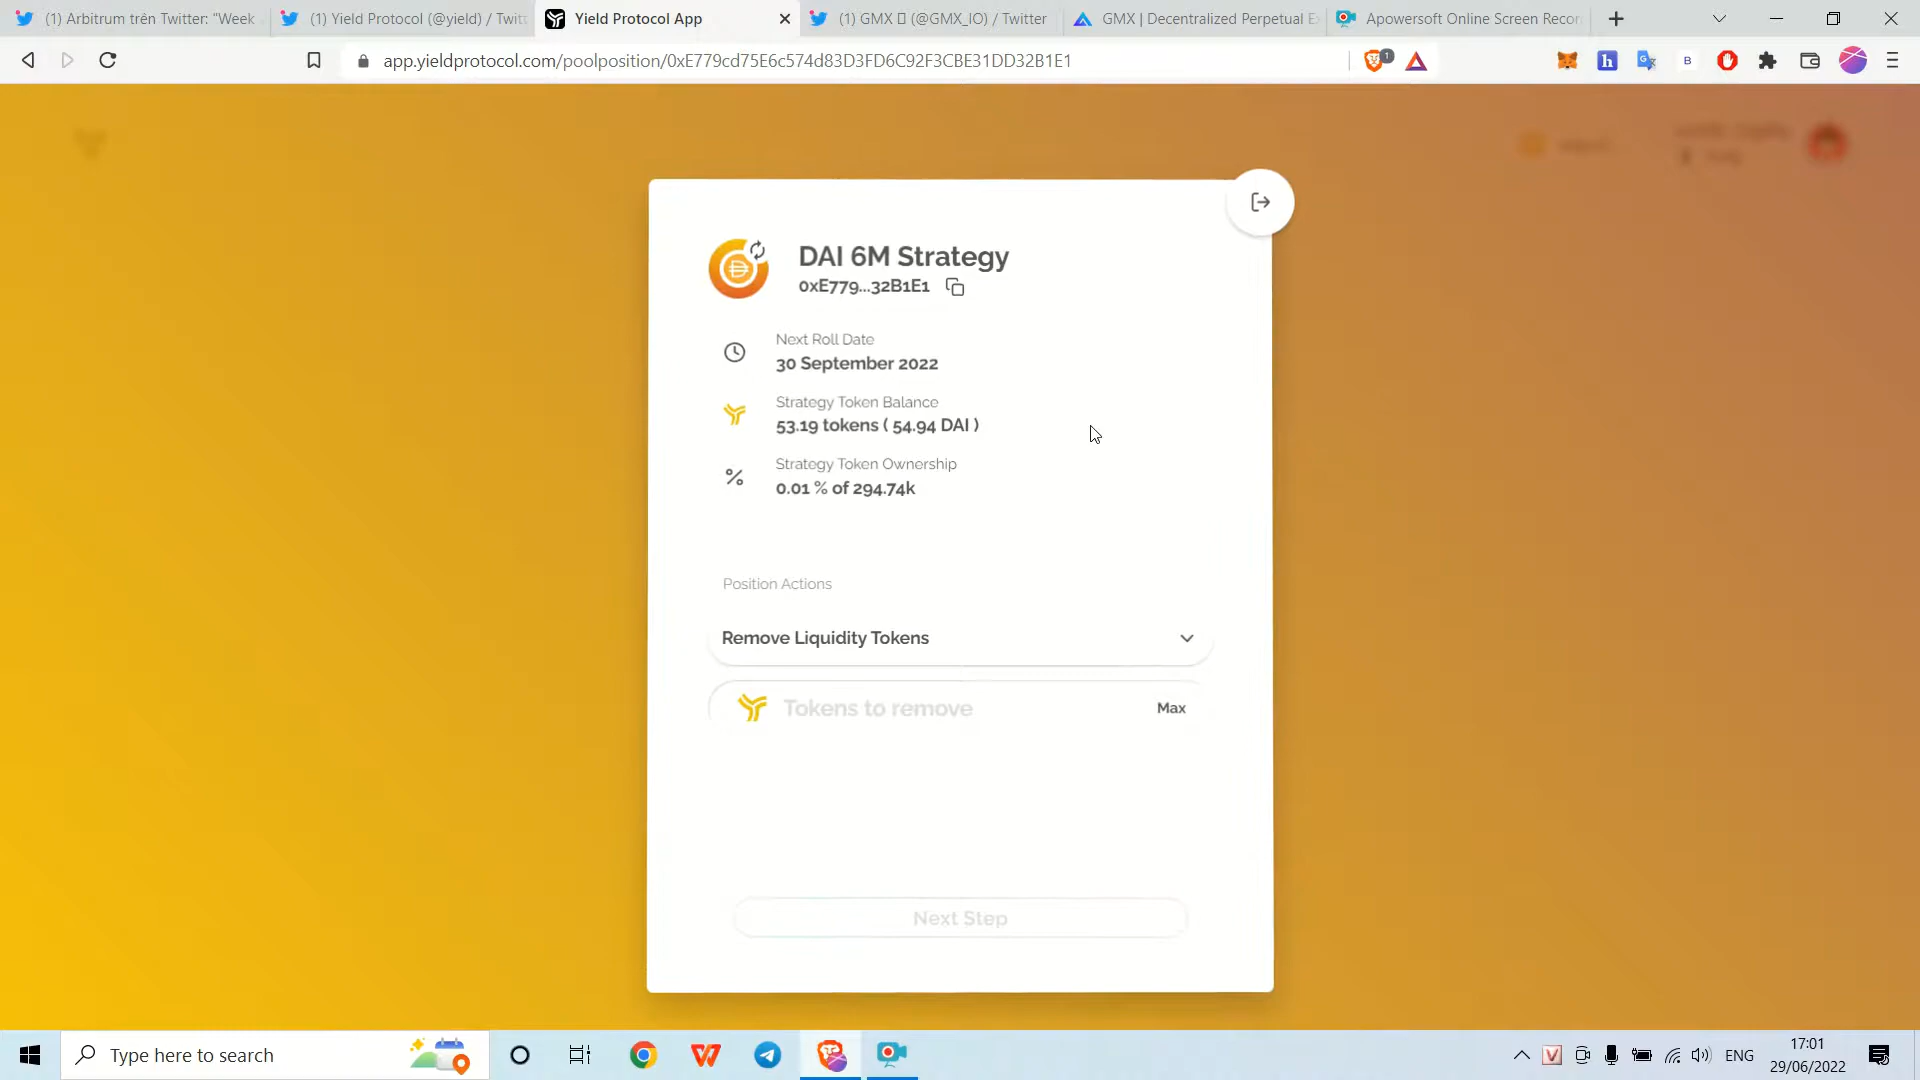 (1) Arbitrum trên Twitter: "Week
(1) Yield Protocol (@yield) / Twit
Yield Protocol App
(1) GMX (@GMX_IO) / Twitter
GMX | Decentralized Perpetual E
Apowersoft Online Screen Recor
app.yieldprotocol.com/poolposition/0xE779cd75E6c574d83D3FD6C92F3CBE31DD32B1E1
1
h
B
DAI 6M Strategy
0xE779...32B1E1
Next Roll Date
30 September 2022
Strategy Token Balance
53.19 tokens ( 54.94 DAI )
Strategy Token Ownership
0.01 % of 294.74k
Position Actions
Remove Liquidity Tokens
Tokens to remove
Max
Next Step
Type here to search
ENG
17:01
29/06/2022